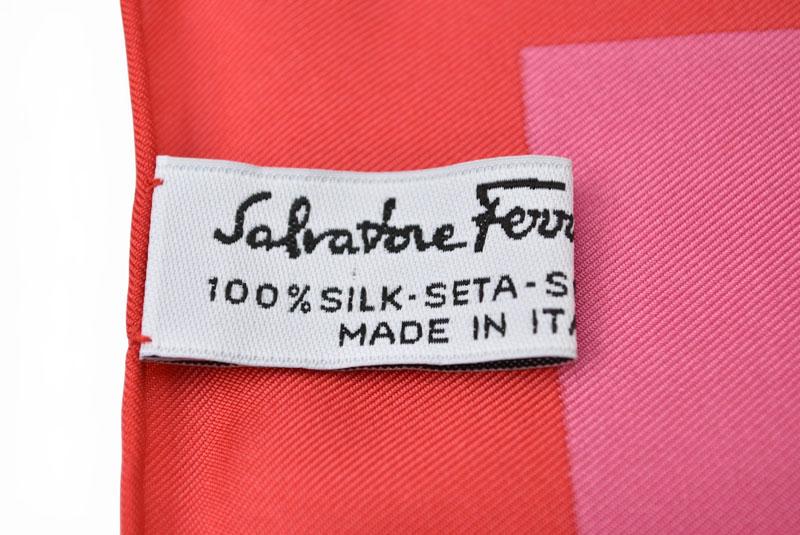 Salvatore Ferr
100% SILK-SETA-S
MADE IN ITA